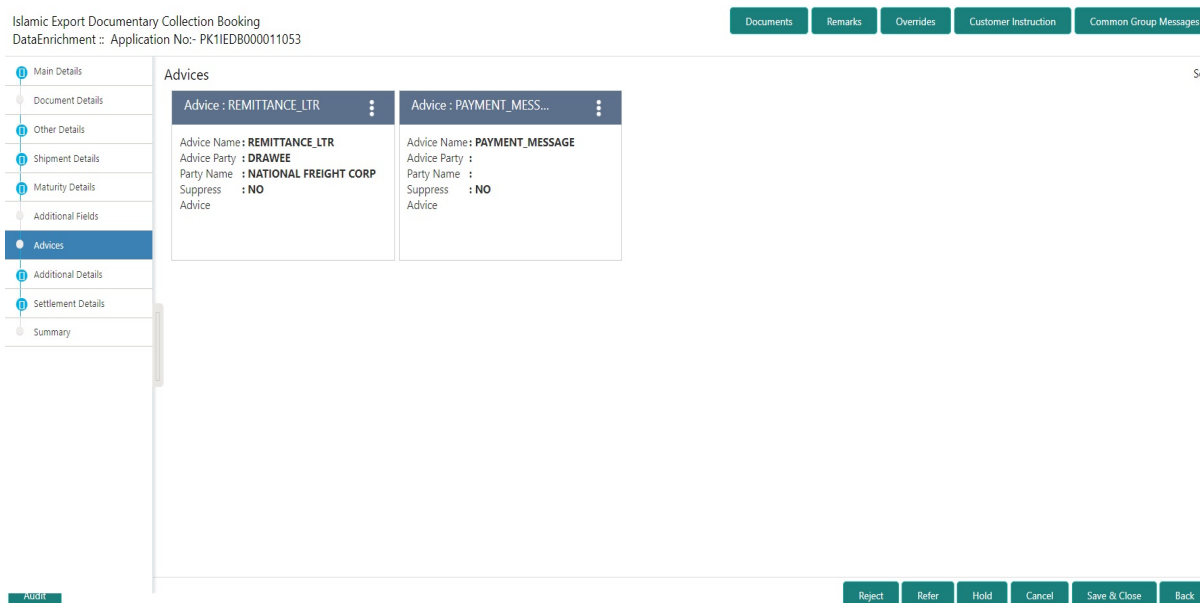 Islamic Export Documentary Collection Booking
DataEnrichment :: Application No:- PK1IEDB000011053
Documents
Remarks
Overrides
Customer Instruction
Common Group Messages
Main Details
Document Details
Other Details
Shipment Details
Maturity Details
Additional Fields
Advices
Additional Details
Settlement Details
Summary
Advices
Advice : REMITTANCE_LTR
Advice Name : REMITTANCE_LTR
Advice Party : DRAWEE
Party Name : NATIONAL FREIGHT CORP
Suppress : NO
Advice
Advice : PAYMENT_MESS...
Advice Name : PAYMENT_MESSAGE
Advice Party :
Party Name :
Suppress : NO
Advice
Audit
Reject
Refer
Hold
Cancel
Save & Close
Back